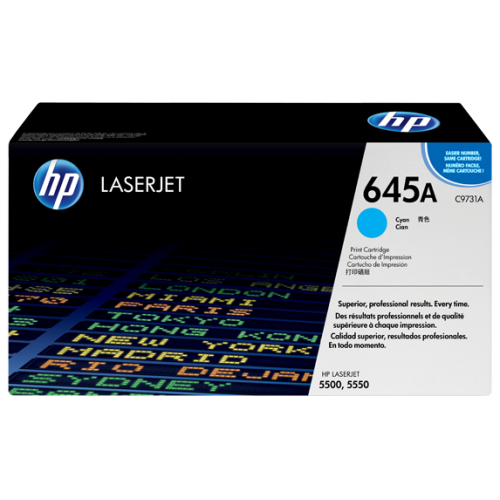 hp
EASIER NUMBER,
SAME CARTRIDGE!
NUMÉRO FACILE,
MÊME CARTOUCHE !
hp
LASERJET
645A
C9731A
Cyan 青色
Cian
Print Cartridge
Cartouche d'impression
Cartucho de Impresión
打印碳粉
LONDON
MIAMI
PARIS
TOKYO
HONG KONG
NEW YORK
MADRID
RIO DE JAN
SYDNEY
Superior, professional results. Every time.
Des résultats professionnels et de qualité
supérieure à chaque impression.
Calidad superior, resultados profesionales.
En todo momento.
HP LASERJET
5500, 5550